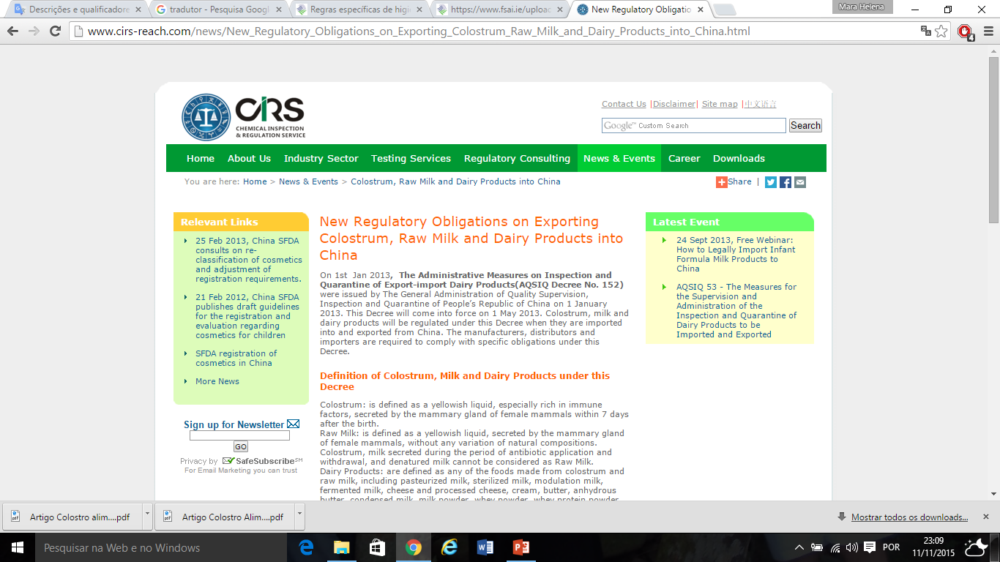 Mara Helena
Descrições e qualificadore
tradutor - Pesquisa Googl
Regras específicas de higi
https://www.fsai.ie/uploa
New Regulatory Obligatio
www.cirs-reach.com/news/New_Regulatory_Obligations_on_Exporting_Colostrum_Raw_Milk_and_Dairy_Products_into_China.html
4
CIRS
CHEMICAL INSPECTION
& REGULATION SERVICE
Contact Us |Disclaimer| Site map |中文语言
Google™ Custom Search
Search
Home About Us Industry Sector Testing Services Regulatory Consulting News & Events Career Downloads
You are here: Home > News & Events > Colostrum, Raw Milk and Dairy Products into China
Share |
Relevant Links
25 Feb 2013, China SFDA
consults on re-
classification of cosmetics
and adjustment of
registration requirements.
21 Feb 2012, China SFDA
publishes draft guidelines
for the registration and
evaluation regarding
cosmetics for children
SFDA registration of
cosmetics in China
More News
Sign up for Newsletter
GO
Privacy by SafeSubscribeSM
For Email Marketing you can trust
New Regulatory Obligations on Exporting
Colostrum, Raw Milk and Dairy Products into
China
On 1st Jan 2013, The Administrative Measures on Inspection and
Quarantine of Export-import Dairy Products(AQSIQ Decree No. 152)
were issued by The General Administration of Quality Supervision,
Inspection and Quarantine of People's Republic of China on 1 January
2013. This Decree will come into force on 1 May 2013. Colostrum, milk and
dairy products will be regulated under this Decree when they are imported
into and exported from China. The manufacturers, distributors and
importers are required to comply with specific obligations under this
Decree.
Definition of Colostrum, Milk and Dairy Products under this
Decree
Colostrum: is defined as a yellowish liquid, especially rich in immune
factors, secreted by the mammary gland of female mammals within 7 days
after the birth.
Raw Milk: is defined as a yellowish liquid, secreted by the mammary gland
of female mammals, without any variation of natural compositions.
Colostrum, milk secreted during the period of antibiotic application and
withdrawal, and denatured milk cannot be considered as Raw Milk.
Dairy Products: are defined as any of the foods made from colostrum and
raw milk, including pasteurized milk, sterilized milk, modulation milk,
fermented milk, cheese and processed cheese, cream, butter, anhydrous
butter, condensed milk, milk powder, whey powder, whey protein powder
Latest Event
24 Sept 2013, Free Webinar:
How to Legally Import Infant
Formula Milk Products to
China
AQSIQ 53 - The Measures for
the Supervision and
Administration of the
Inspection and Quarantine of
Dairy Products to be
Imported and Exported
Artigo Colostro alim....pdf
Artigo Colostro Alim....pdf
Mostrar todos os downloads...
Pesquisar na Web e no Windows
POR
23:09
11/11/2015